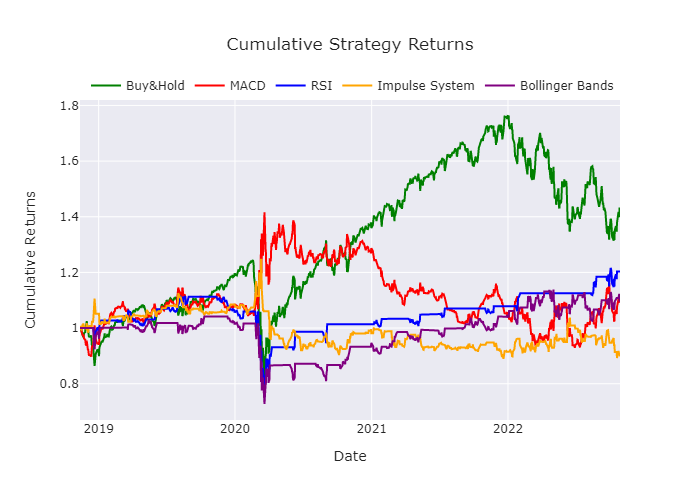 Cumulative Strategy Returns
Buy&Hold MACD RSI Impulse System Bollinger Bands
1.8
1.6
1.4
1.2
1
0.8
Cumulative Returns
2019 2020 2021 2022
Date